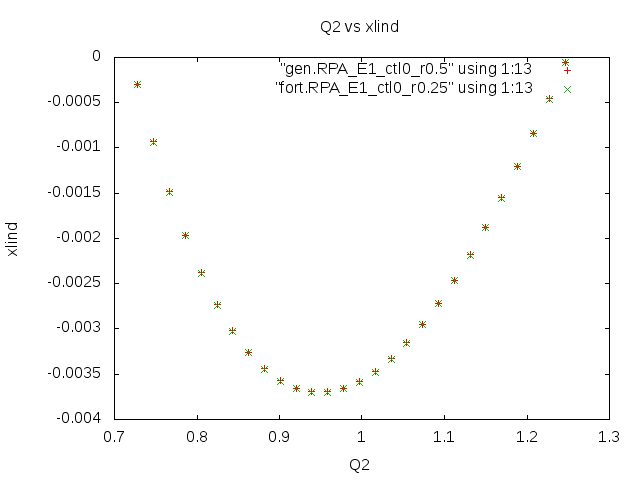 Q2 vs xlind
"gen.RPA_E1_ctl0_r0.5" using 1:13
"fort.RPA_E1_ctl0_r0.25" using 1:13
0
-0.0005
-0.001
-0.0015
-0.002
-0.0025
-0.003
-0.0035
-0.004
xlind
0.7 0.8 0.9 1 1.1 1.2 1.3
Q2